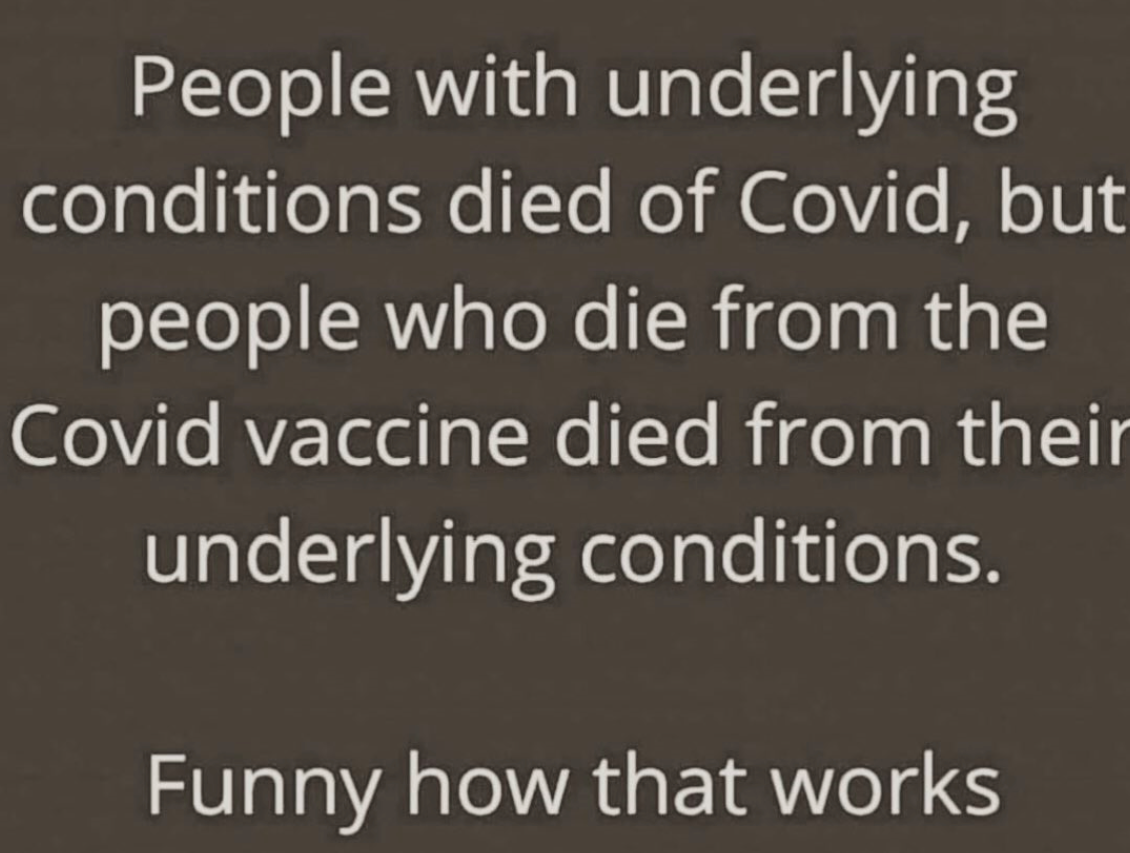 People with underlying
conditions died of Covid, but
people who die from the
Covid vaccine died from their
underlying conditions.
Funny how that works